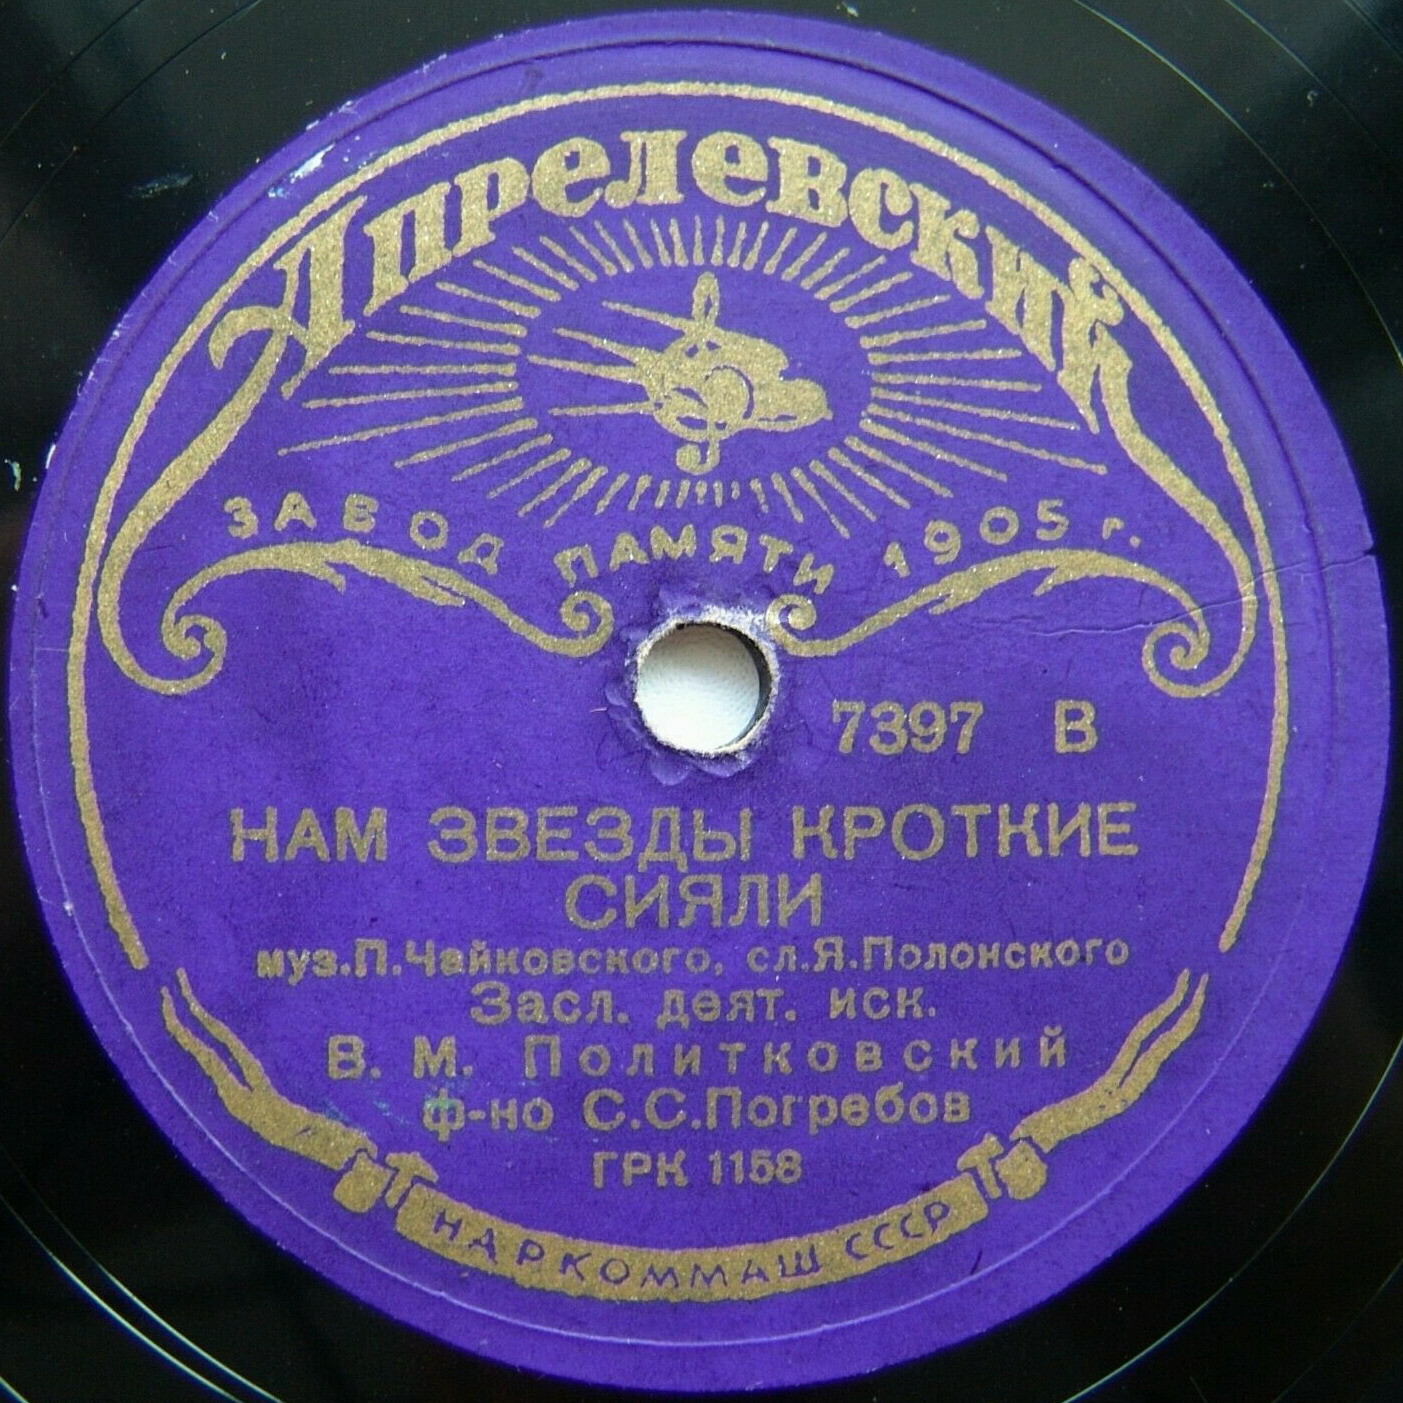 Апрелевский
ЗАВОД ПАМЯТИ 1905 г.
7397 В
НАМ ЗВЕЗДЫ КРОТКИЕ
СИЯЛИ
муз.П.Чайковского, сл.Я.Полонского
Засл. деят. иск.
В. М. Политковский
ф-но С.С.Погребов
ГРК 1158
НАРКОММАШ СССР